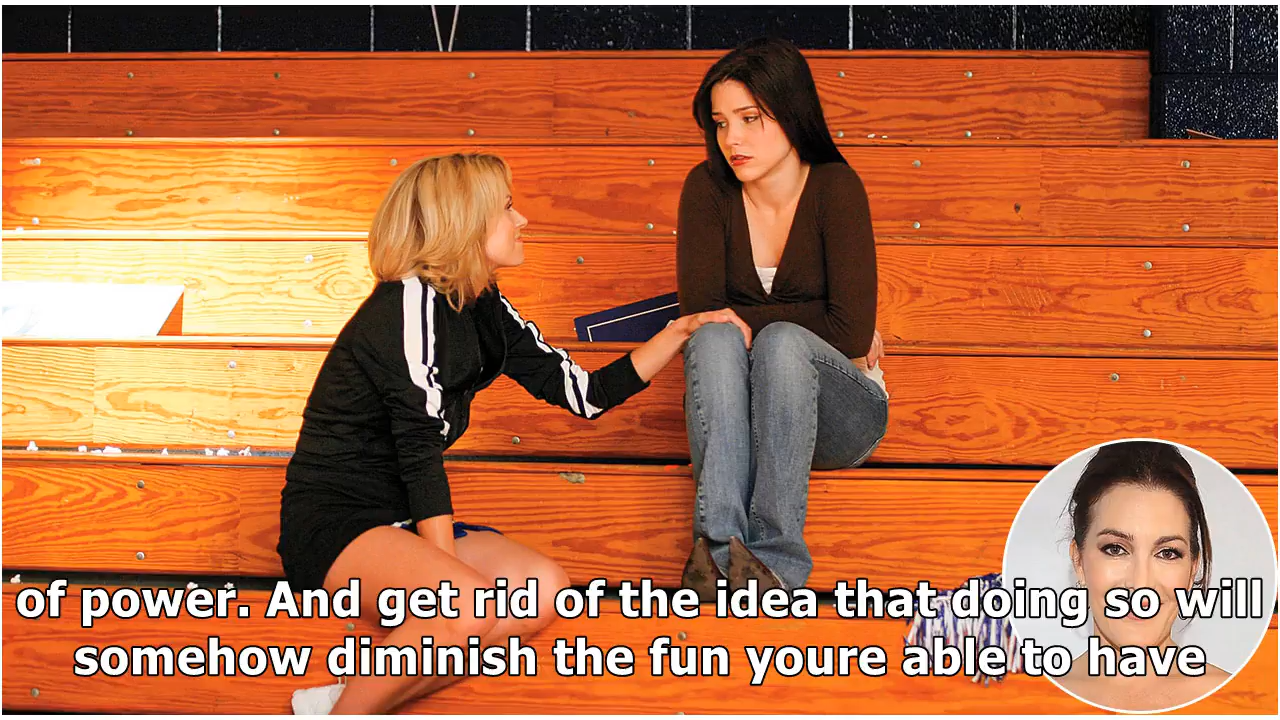 of power. And get rid of the idea that doing so will
somehow diminish the fun youre able to have